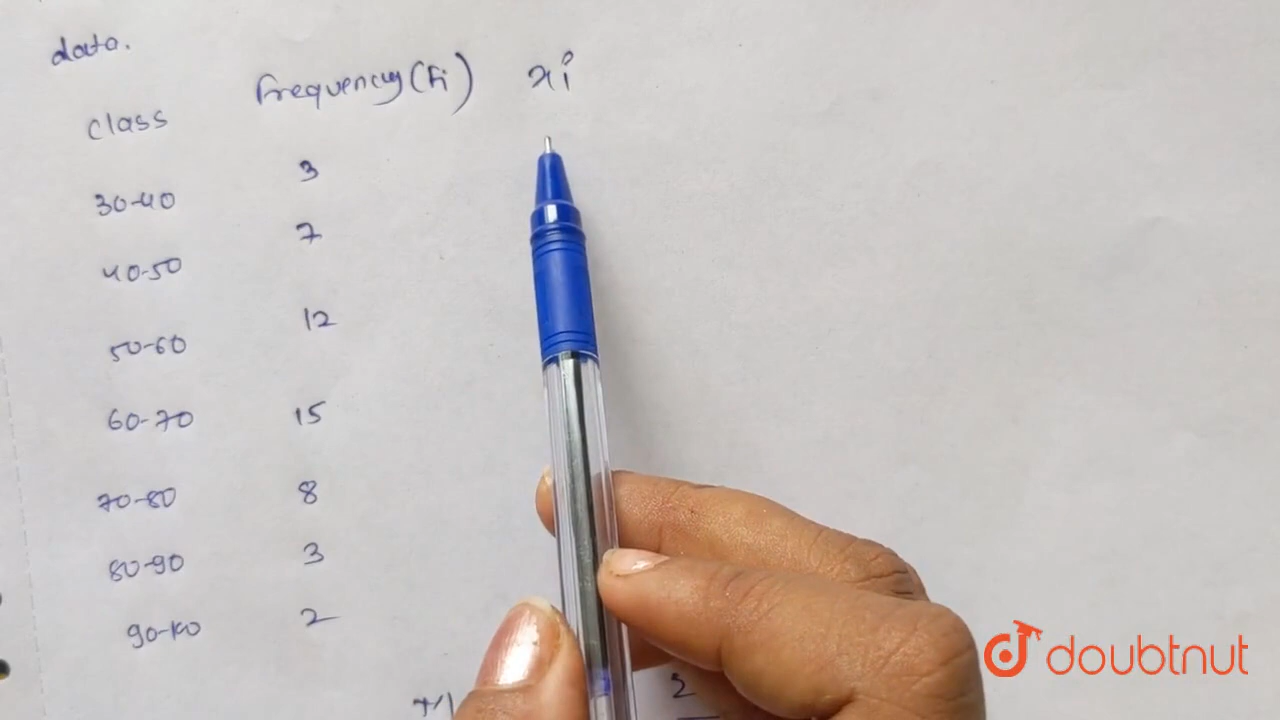 data.
class Frequency (Fi) xi
30-40 3
40-50 7
50-60 12
60-70 15
70-80 8
80-90 3
90-100 2
2
doubtnut